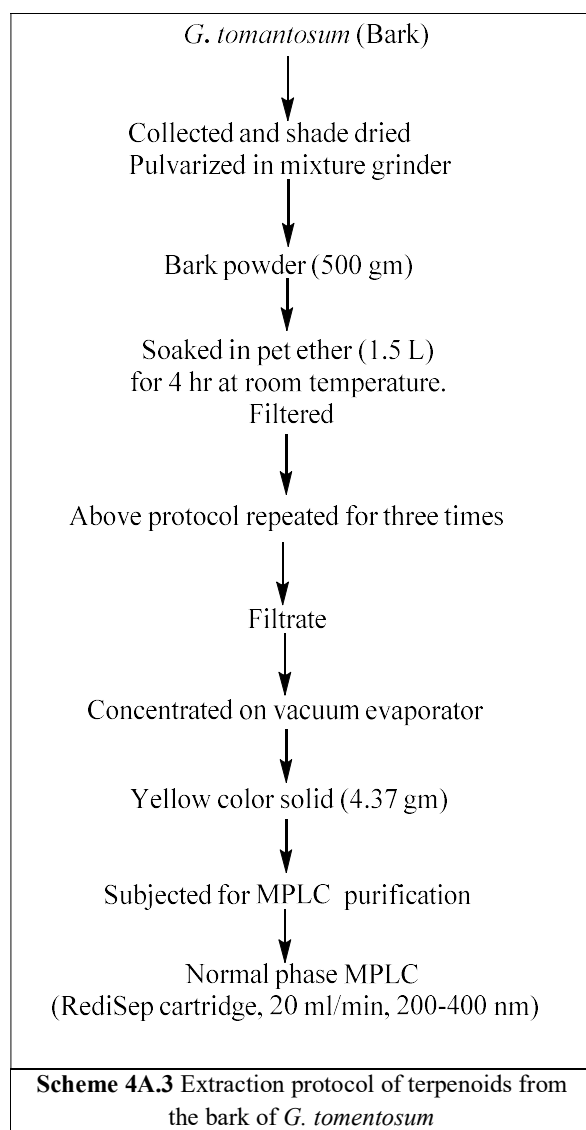 G. tomantosum (Bark)
Collected and shade dried
Pulvarized in mixture grinder
Bark powder (500 gm)
Soaked in pet ether (1.5 L)
for 4 hr at room temperature.
Filtered
Above protocol repeated for three times
Filtrate
Concentrated on vacuum evaporator
Yellow color solid (4.37 gm)
Subjected for MPLC purification
Normal phase MPLC
(RediSep cartridge, 20 ml/min, 200-400 nm)
Scheme 4A.3 Extraction protocol of terpenoids from
the bark of G. tomentosum